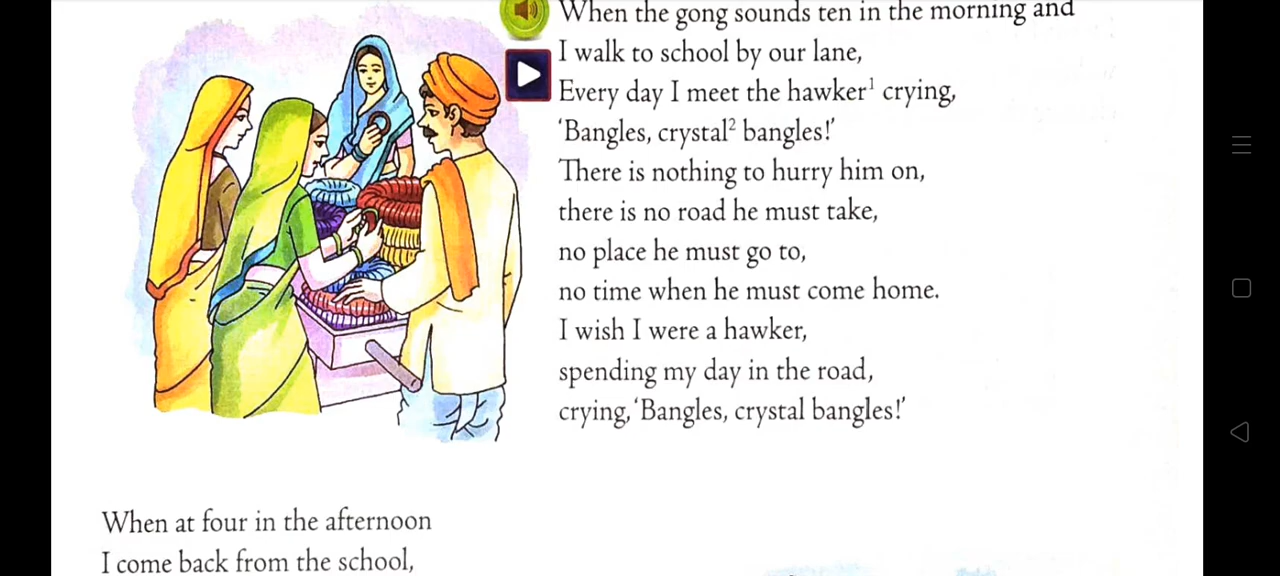 When the gong sounds ten in the morning and
I walk to school by our lane,
Every day I meet the hawker¹ crying,
‘Bangles, crystal² bangles!’
There is nothing to hurry him on,
there is no road he must take,
no place he must go to,
no time when he must come home.
I wish I were a hawker,
spending my day in the road,
crying, ‘Bangles, crystal bangles!’
When at four in the afternoon
I come back from the school,